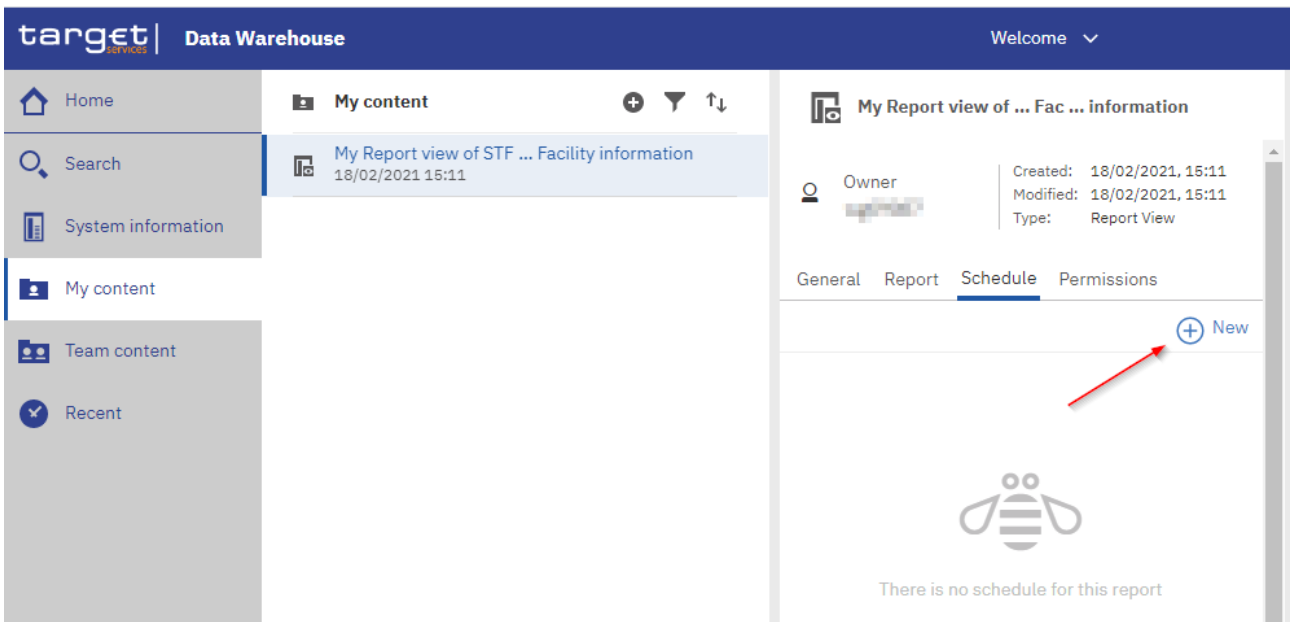 target
services
Data Warehouse
Welcome
Home
Search
System information
My content
Team content
Recent
My content
My Report view of STF ... Facility information
18/02/2021 15:11
My Report view of ... Fac ... information
Owner
Created: 18/02/2021, 15:11
Modified: 18/02/2021, 15:11
Type: Report View
General Report Schedule Permissions
New
There is no schedule for this report